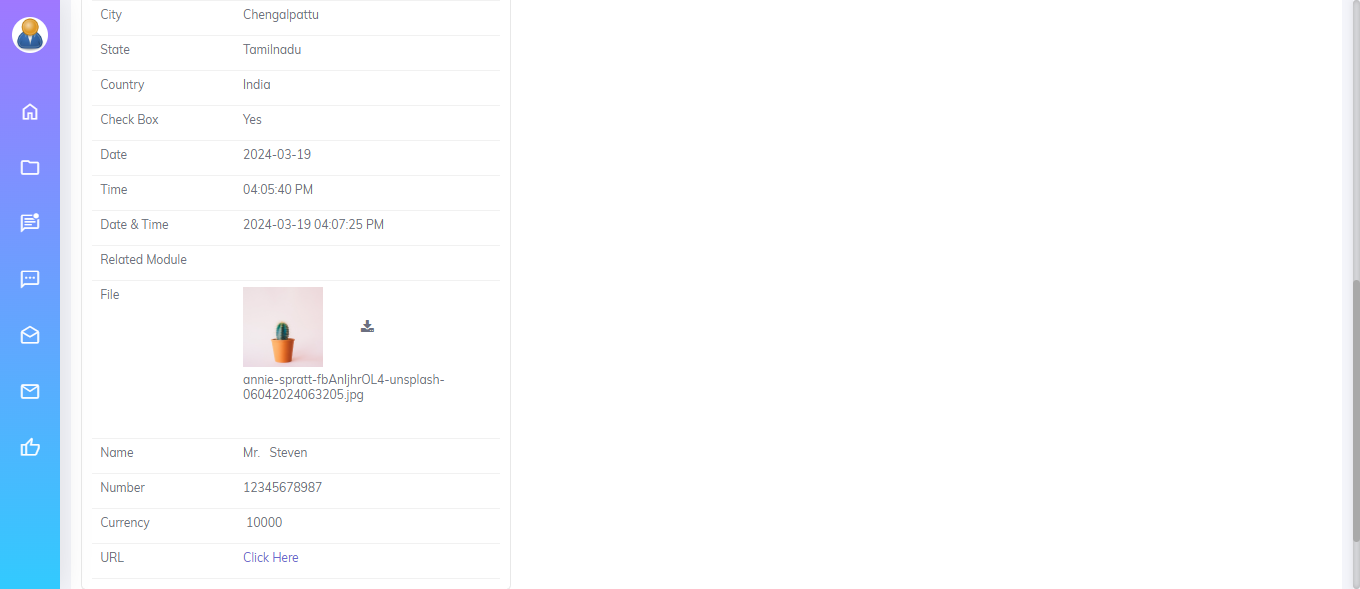 City Chengalpattu
State Tamilnadu
Country India
Check Box Yes
Date 2024-03-19
Time 04:05:40 PM
Date & Time 2024-03-19 04:07:25 PM
Related Module
File
annie-spratt-fbAnIjhrOL4-unsplash-
06042024063205.jpg
Name Mr. Steven
Number 12345678987
Currency 10000
URL Click Here